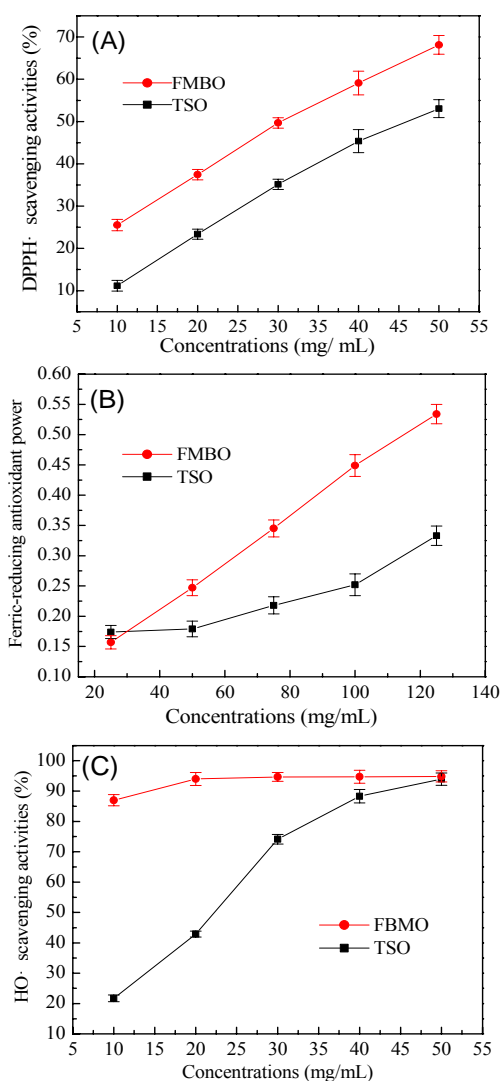 (A)
FMBO
TSO
DPPH· scavenging activities (%)
70
60
50
40
30
20
10
5 10 15 20 25 30 35 40 45 50 55
Concentrations (mg/ mL)
(B)
FMBO
TSO
Ferric-reducing antioxidant power
0.60
0.55
0.45
0.35
0.30
0.25
0.20
0.15
0.10
20 40 60 80 100 120 140
Concentrations (mg/mL)
(C)
FBMO
TSO
HO· scavenging activities (%)
100
90
80
70
60
50
40
30
20
10
5 10 15 20 25 30 35 40 45 50 55
Concentrations (mg/mL)